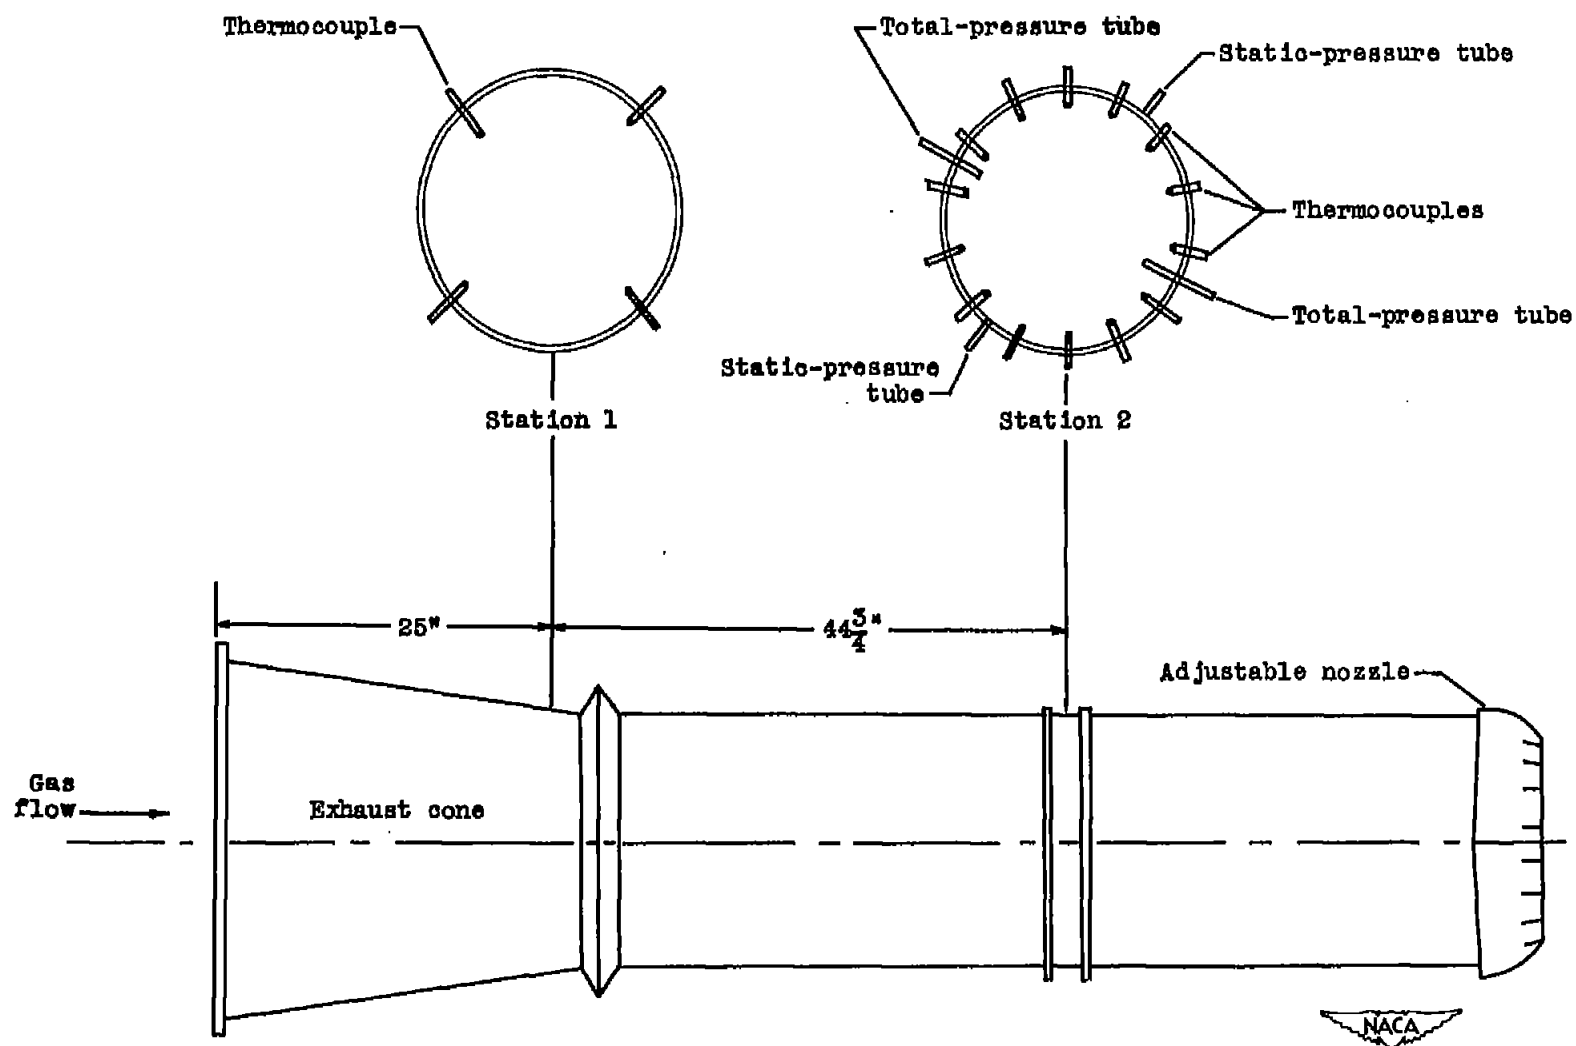 Thermocouple
Total-pressure tube
Static-pressure tube
Thermocouples
Total-pressure tube
Static-pressure
tube
Station 1
Station 2
25"
44 3/4"
Adjustable nozzle
Gas
flow
Exhaust cone
NACA